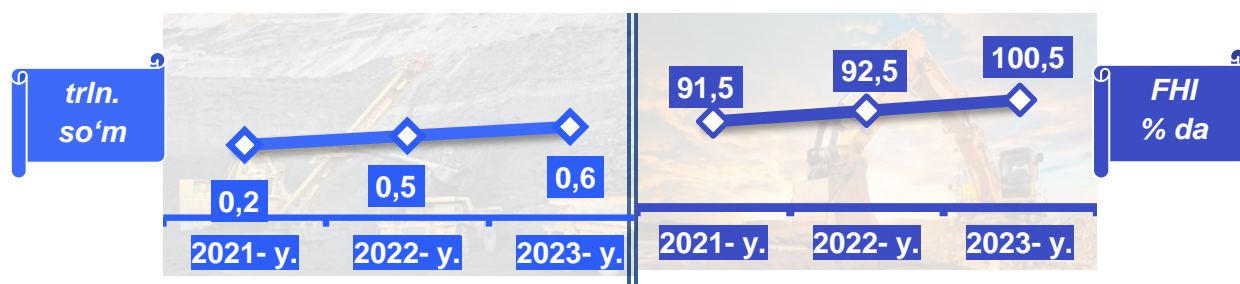 trln.
so‘m
0,2
0,5
0,6
2021- y.
2022- y.
2023- y.
91,5
92,5
100,5
2021- y.
2022- y.
2023- y.
FHI
% da